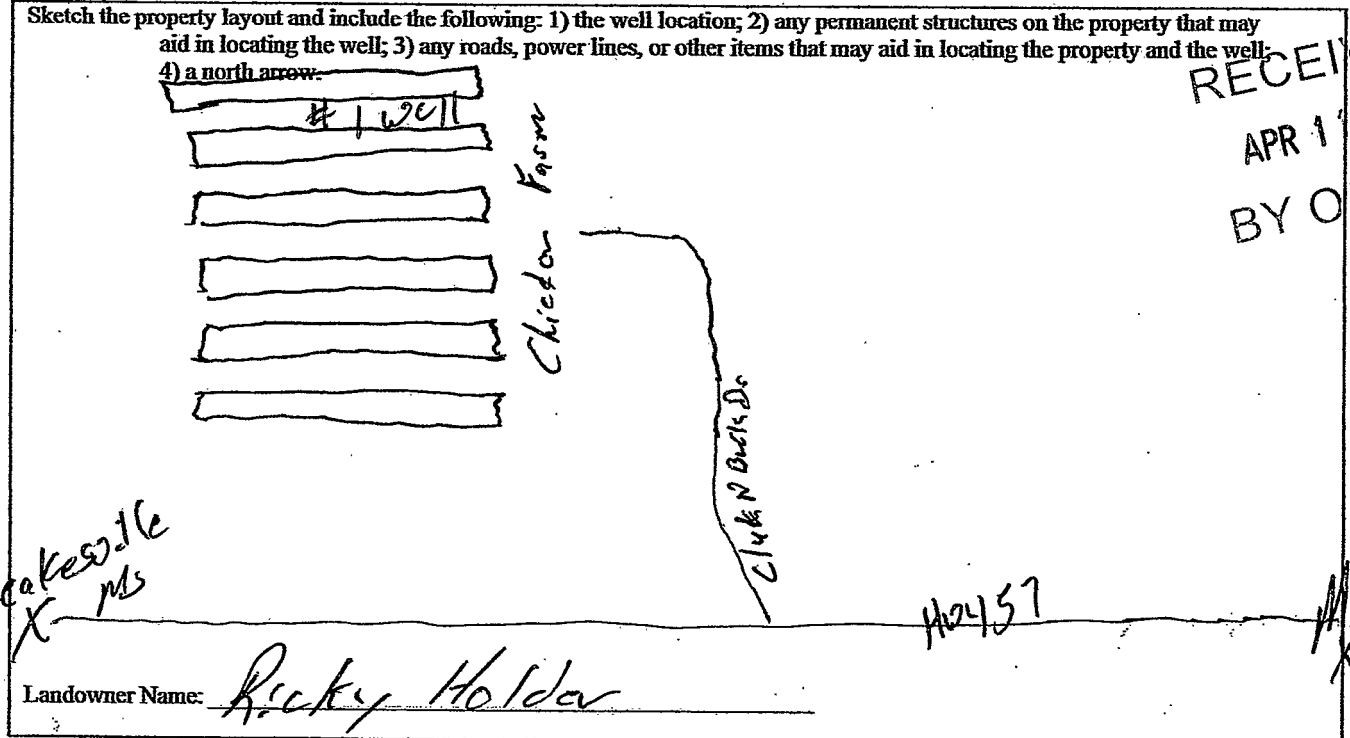 Sketch the property layout and include the following: 1) the well location; 2) any permanent structures on the property that may
aid in locating the well; 3) any roads, power lines, or other items that may aid in locating the property and the well;
4) a north arrow.
RECEI
APR 1
BY O
# 1 well
Chicken Farm
Cluk N Buck Dr
Ms
X
Hwy 57
Landowner Name: Ricky Holder